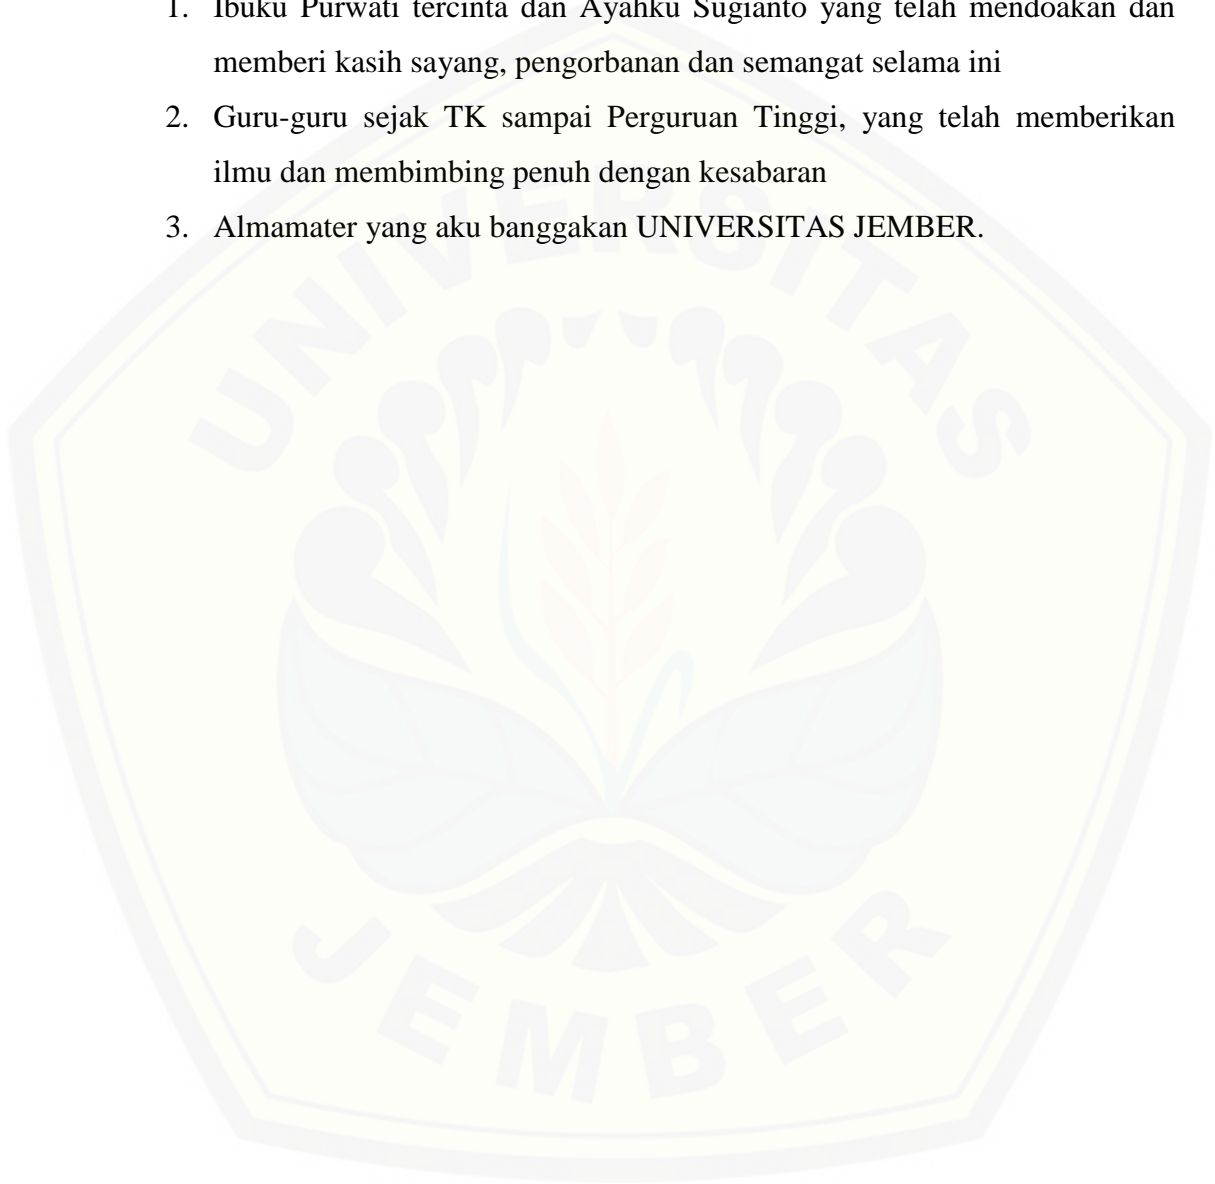 1. Ibuku Purwati tercinta dan Ayahku Sugianto yang telah mendoakan dan
memberi kasih sayang, pengorbanan dan semangat selama ini
2. Guru-guru sejak TK sampai Perguruan Tinggi, yang telah memberikan
ilmu dan membimbing penuh dengan kesabaran
3. Almamater yang aku banggakan UNIVERSITAS JEMBER.
UNIVERSITAS
JEMBER